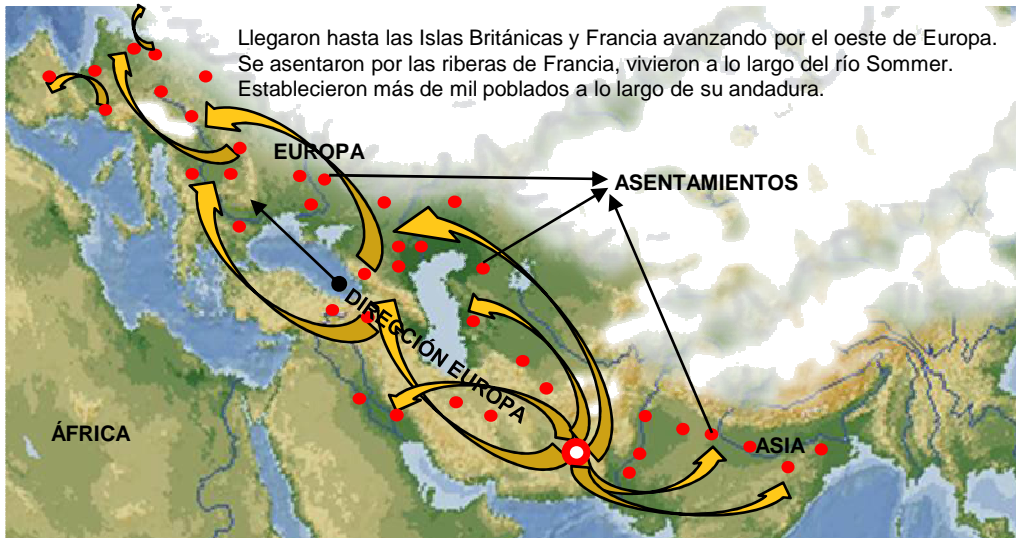 Llegaron hasta las Islas Británicas y Francia avanzando por el oeste de Europa.
Se asentaron por las riberas de Francia, vivieron a lo largo del río Sommer.
Establecieron más de mil poblados a lo largo de su andadura.
EUROPA
ASENTAMIENTOS
DIRECCIÓN EUROPA
ÁFRICA
ASIA